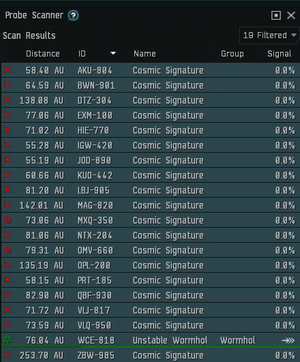 Probe Scanner ?
Scan Results 19 Filtered
Distance ID Name Group Signal
58.40 AU AKU-804 Cosmic Signature 0.0%
64.59 AU BWN-901 Cosmic Signature 0.0%
138.08 AU DTZ-304 Cosmic Signature 0.0%
77.06 AU EXM-100 Cosmic Signature 0.0%
71.02 AU HIE-770 Cosmic Signature 0.0%
55.28 AU IGW-420 Cosmic Signature 0.0%
55.19 AU JOD-890 Cosmic Signature 0.0%
60.66 AU KUO-442 Cosmic Signature 0.0%
81.20 AU LBJ-905 Cosmic Signature 0.0%
142.01 AU MAG-820 Cosmic Signature 0.0%
73.06 AU MXQ-350 Cosmic Signature 0.0%
81.06 AU NTX-204 Cosmic Signature 0.0%
79.31 AU OMV-660 Cosmic Signature 0.0%
135.19 AU OPL-200 Cosmic Signature 0.0%
58.15 AU PRT-185 Cosmic Signature 0.0%
82.90 AU QBF-930 Cosmic Signature 0.0%
71.72 AU VLJ-817 Cosmic Signature 0.0%
73.59 AU VLQ-950 Cosmic Signature 0.0%
76.04 AU WCE-818 Unstable Wormhol Wormhole
253.70 AU ZBW-985 Cosmic Signature 0.0%